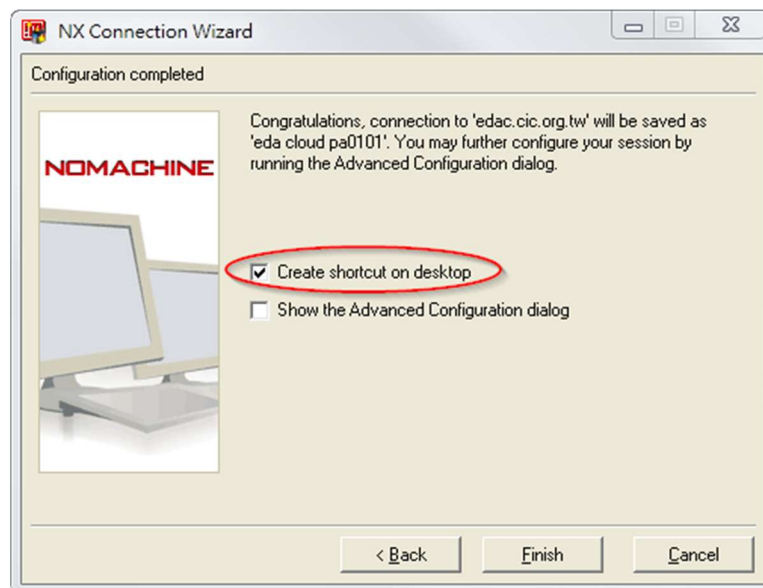 NX Connection Wizard
Configuration completed
NOMACHINE
Congratulations, connection to 'edac.cic.org.tw' will be saved as
'eda cloud pa0101'. You may further configure your session by
running the Advanced Configuration dialog.
Create shortcut on desktop
Show the Advanced Configuration dialog
< Back
Finish
Cancel